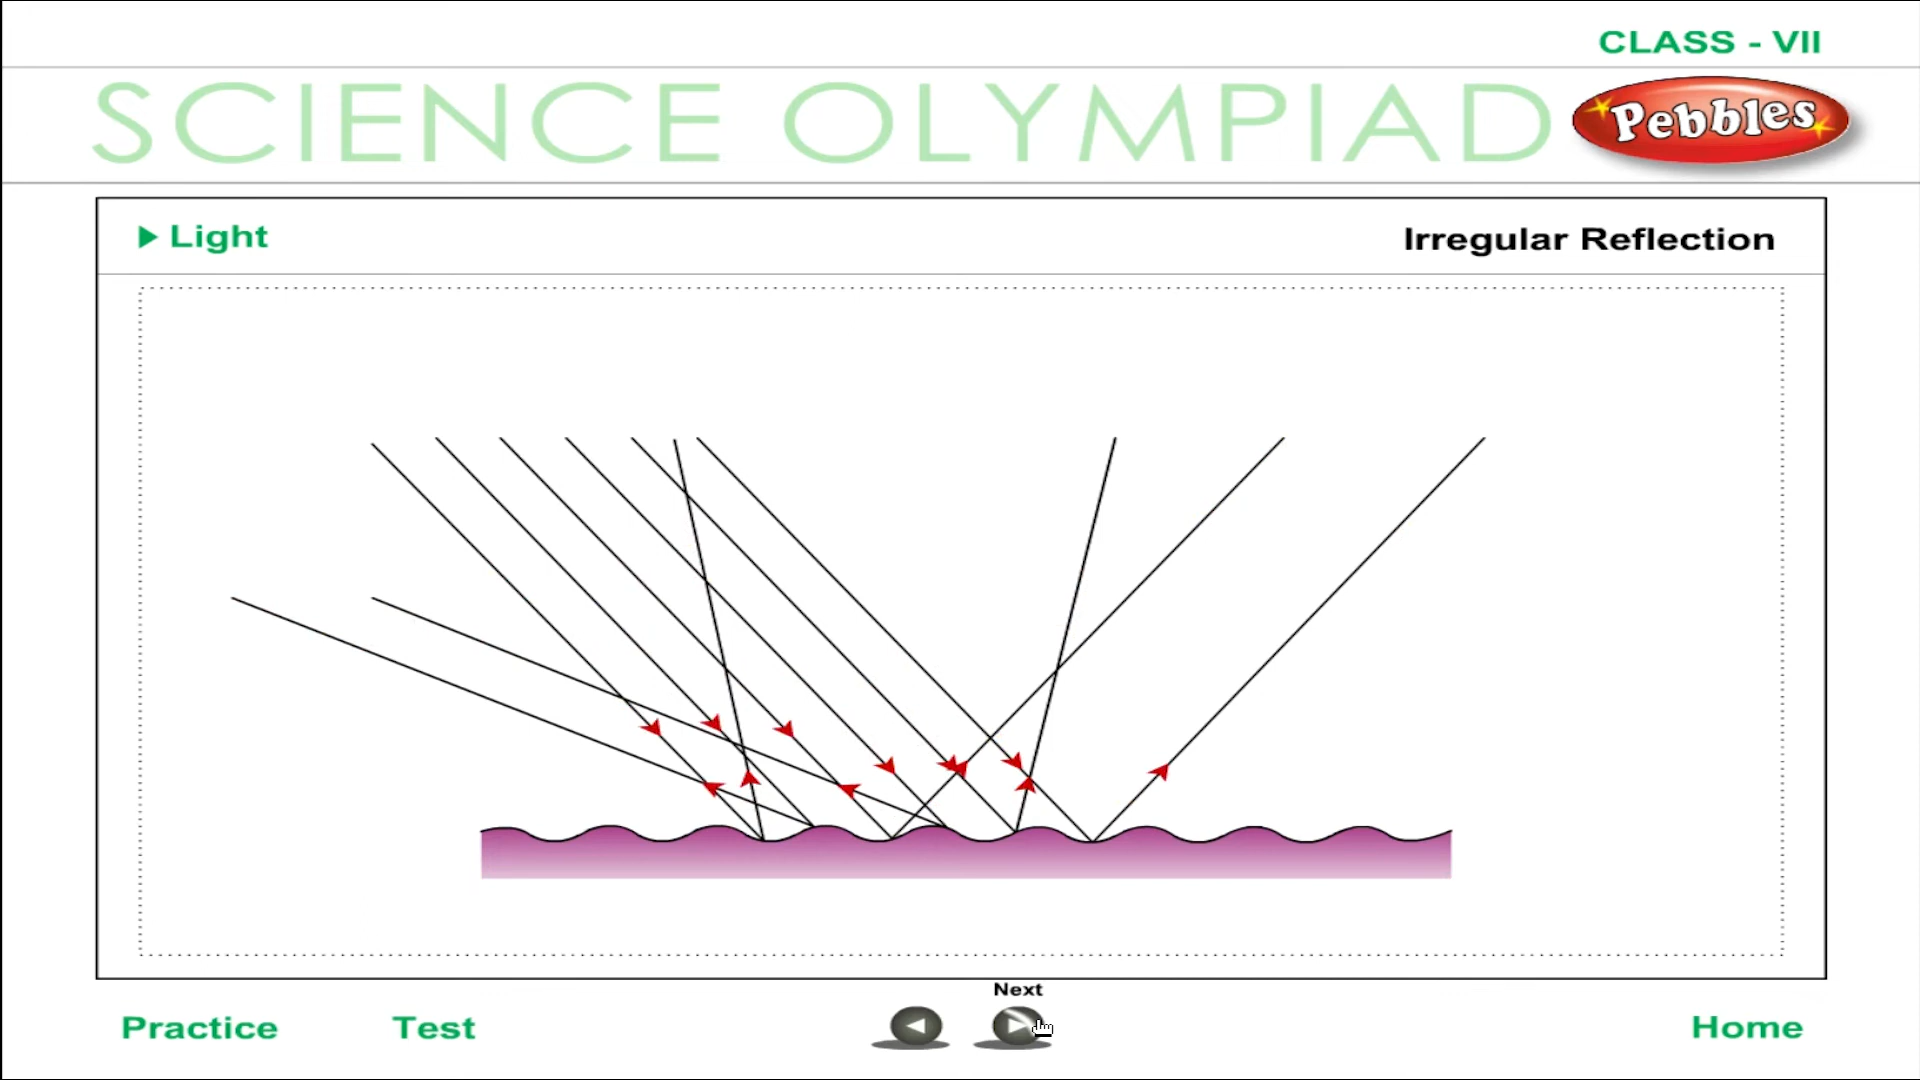 CLASS - VII
SCIENCE OLYMPIAD
Pebbles
Light
Irregular Reflection
Next
Practice
Test
Home